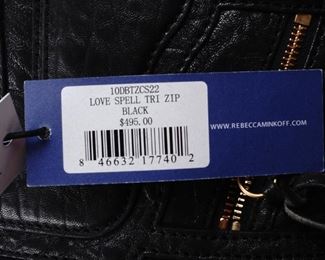 10DBTZCS22
LOVE SPELL TRI ZIP
BLACK
$495.00
8 46632 17740 2
WWW.REBECCAMINKOFF.COM